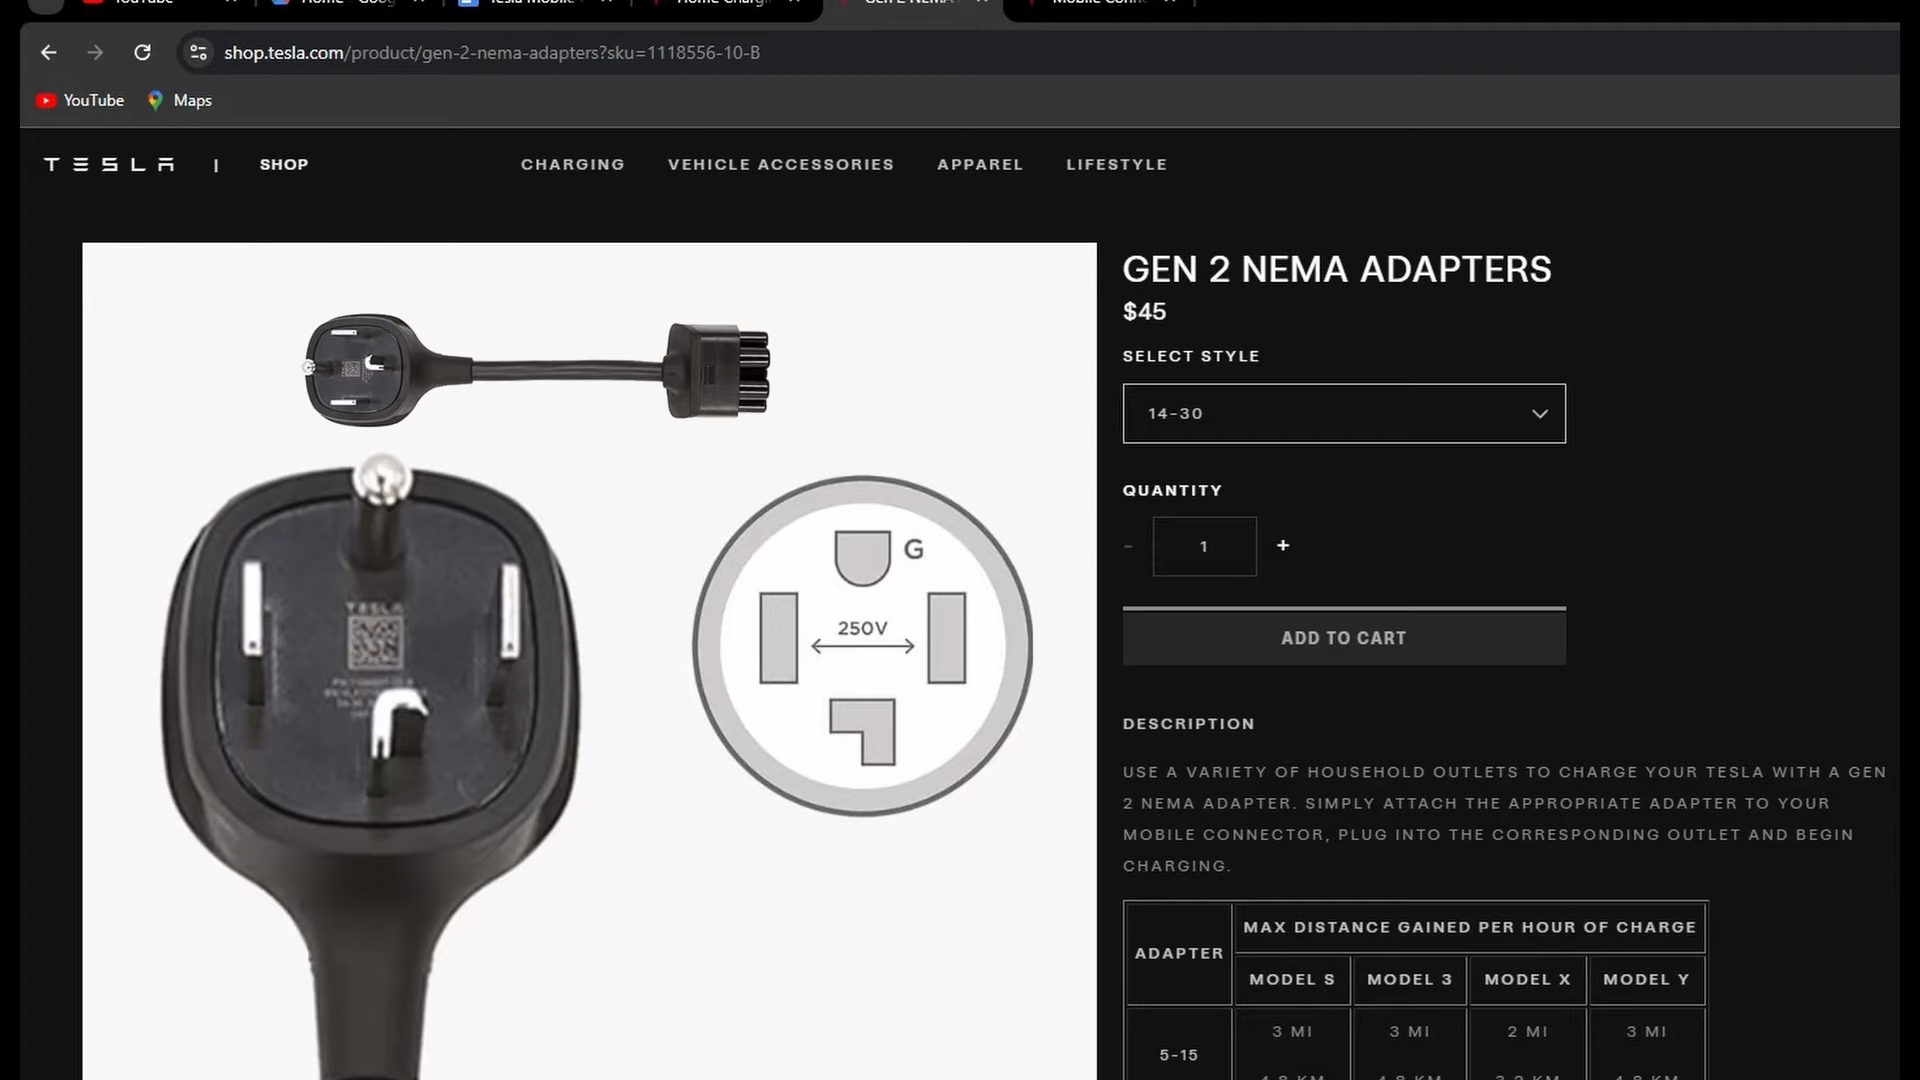 YouTube
shop.tesla.com/product/gen-2-nema-adapters?sku=1118556-10-B
YouTube
Maps
TESLA | SHOP
CHARGING
VEHICLE ACCESSORIES
APPAREL
LIFESTYLE
TESLA
G
250V
GEN 2 NEMA ADAPTERS
$45
SELECT STYLE
14-30
QUANTITY
- 1 +
ADD TO CART
DESCRIPTION
USE A VARIETY OF HOUSEHOLD OUTLETS TO CHARGE YOUR TESLA WITH A GEN
2 NEMA ADAPTER. SIMPLY ATTACH THE APPROPRIATE ADAPTER TO YOUR
MOBILE CONNECTOR, PLUG INTO THE CORRESPONDING OUTLET AND BEGIN
CHARGING.
ADAPTER
MAX DISTANCE GAINED PER HOUR OF CHARGE
MODEL S MODEL 3 MODEL X MODEL Y
5-15
3 MI 3 MI 2 MI 3 MI